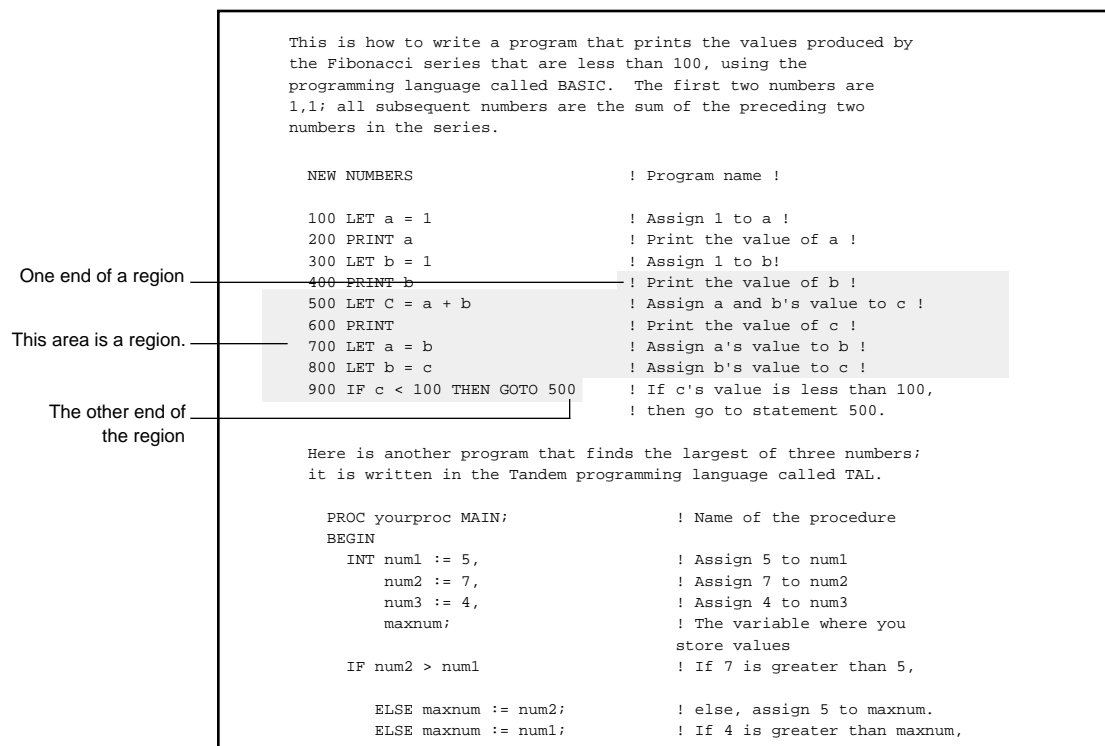 This is how to write a program that prints the values produced by
the Fibonacci series that are less than 100, using the
programming language called BASIC.  The first two numbers are
1,1; all subsequent numbers are the sum of the preceding two
numbers in the series.
NEW NUMBERS ! Program name !
100 LET a = 1 ! Assign 1 to a !
200 PRINT a ! Print the value of a !
300 LET b = 1 ! Assign 1 to b!
One end of a region
400 PRINT b ! Print the value of b !
500 LET C = a + b ! Assign a and b's value to c !
600 PRINT ! Print the value of c !
This area is a region.
700 LET a = b ! Assign a's value to b !
800 LET b = c ! Assign b's value to c !
900 IF c < 100 THEN GOTO 500 ! If c's value is less than 100,
! then go to statement 500.
The other end of
the region
Here is another program that finds the largest of three numbers;
it is written in the Tandem programming language called TAL.
PROC yourproc MAIN; ! Name of the procedure
BEGIN
INT num1 := 5, ! Assign 5 to num1
num2 := 7, ! Assign 7 to num2
num3 := 4, ! Assign 4 to num3
maxnum; ! The variable where you
store values
IF num2 > num1 ! If 7 is greater than 5,
ELSE maxnum := num2; ! else, assign 5 to maxnum.
ELSE maxnum := num1; ! If 4 is greater than maxnum,